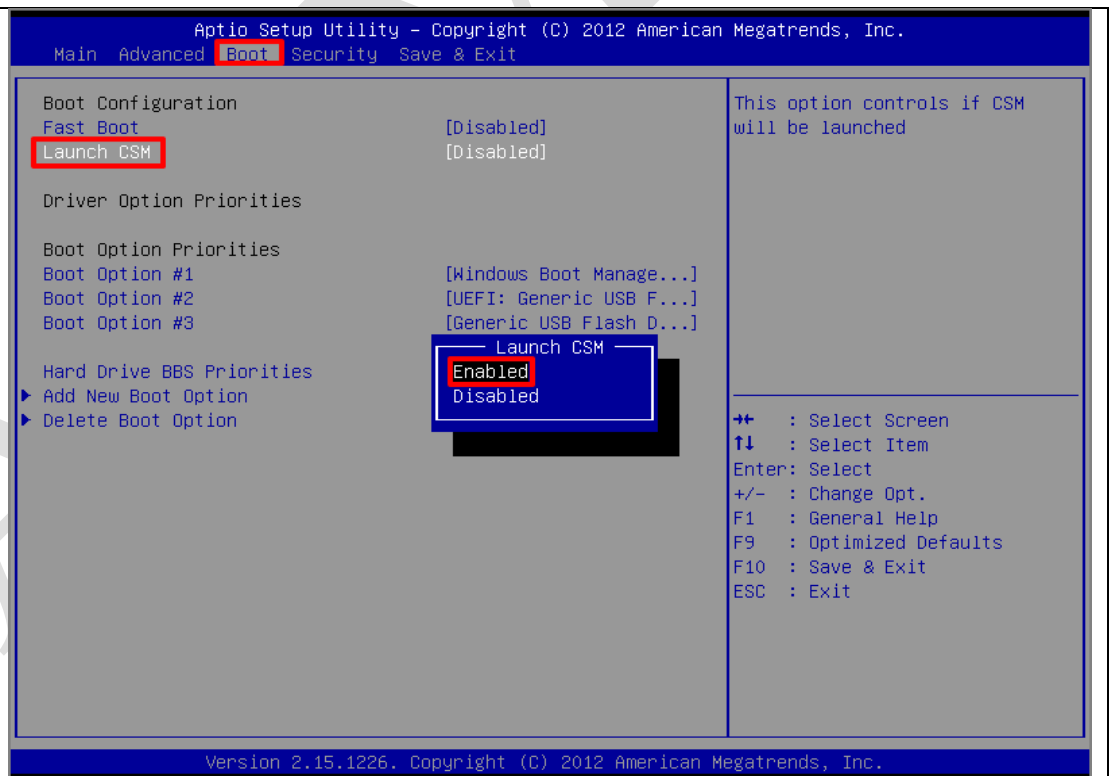 Aptio Setup Utility – Copyright (C) 2012 American Megatrends, Inc.
Main Advanced Boot Security Save & Exit
Boot Configuration
Fast Boot [Disabled]
Launch CSM [Disabled]
Driver Option Priorities
Boot Option Priorities
Boot Option #1 [Windows Boot Manage...]
Boot Option #2 [UEFI: Generic USB F...]
Boot Option #3 [Generic USB Flash D...]
Hard Drive BBS Priorities
Add New Boot Option
Delete Boot Option
Launch CSM
Enabled
Disabled
This option controls if CSM
will be launched
→← : Select Screen
↑↓ : Select Item
Enter: Select
+/- : Change Opt.
F1 : General Help
F9 : Optimized Defaults
F10 : Save & Exit
ESC : Exit
Version 2.15.1226. Copyright (C) 2012 American Megatrends, Inc.